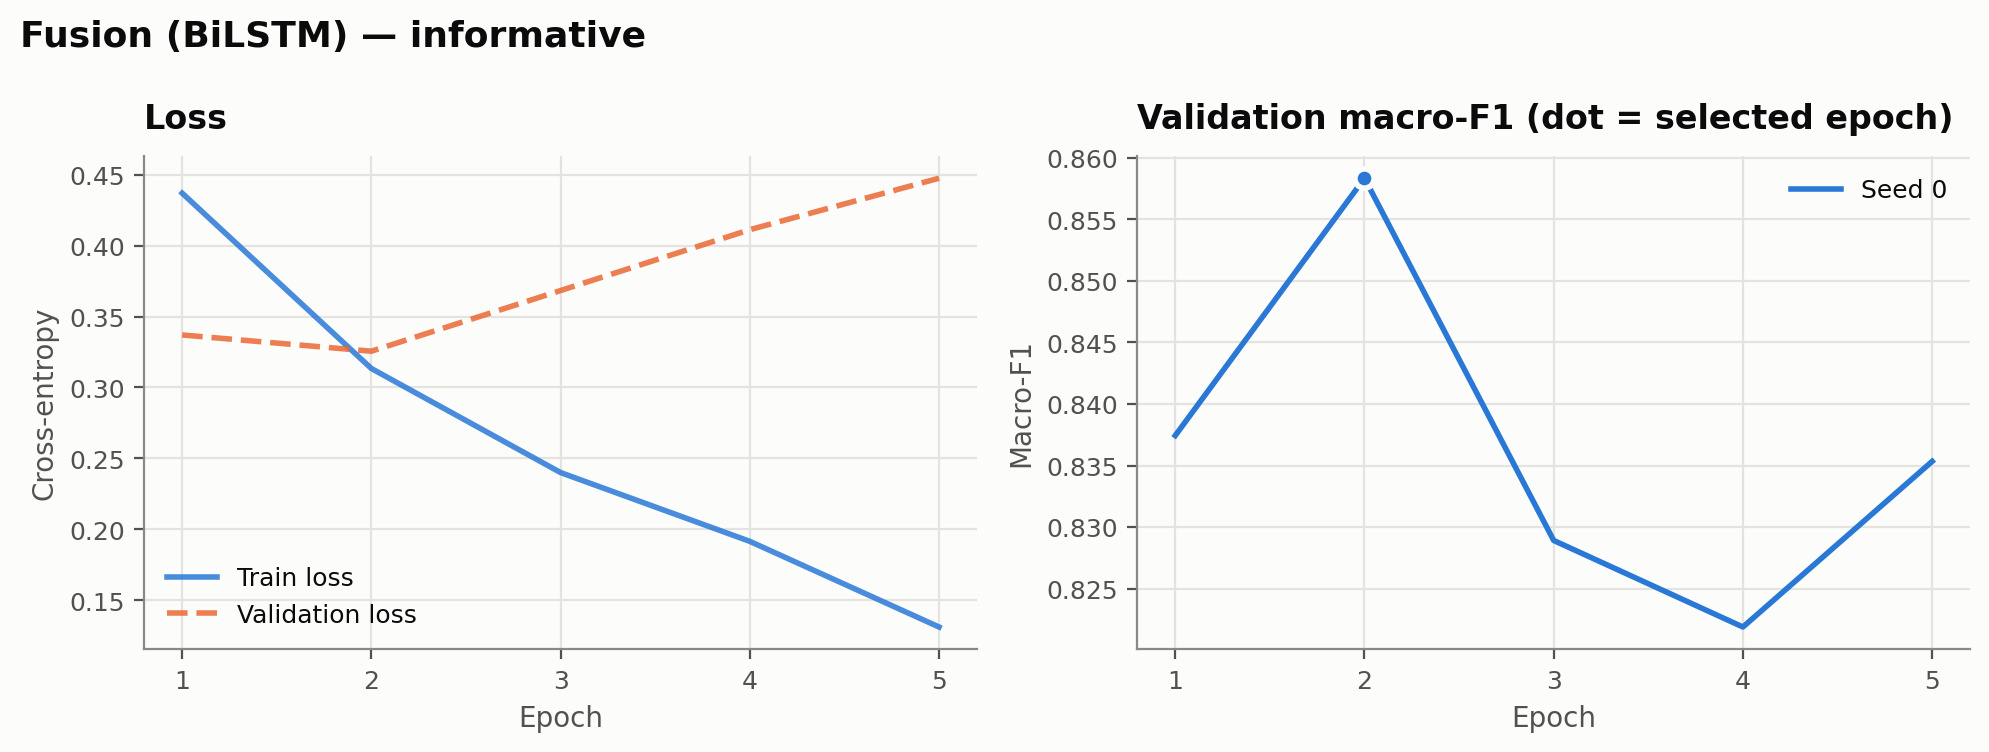 Fusion (BiLSTM) — informative
Loss
0.45
0.40
0.35
0.30
0.25
0.20
0.15
Cross-entropy
Train loss
Validation loss
1 2 3 4 5
Epoch
Validation macro-F1 (dot = selected epoch)
0.860
0.855
0.850
0.845
0.840
0.835
0.830
0.825
Macro-F1
Seed 0
1 2 3 4 5
Epoch